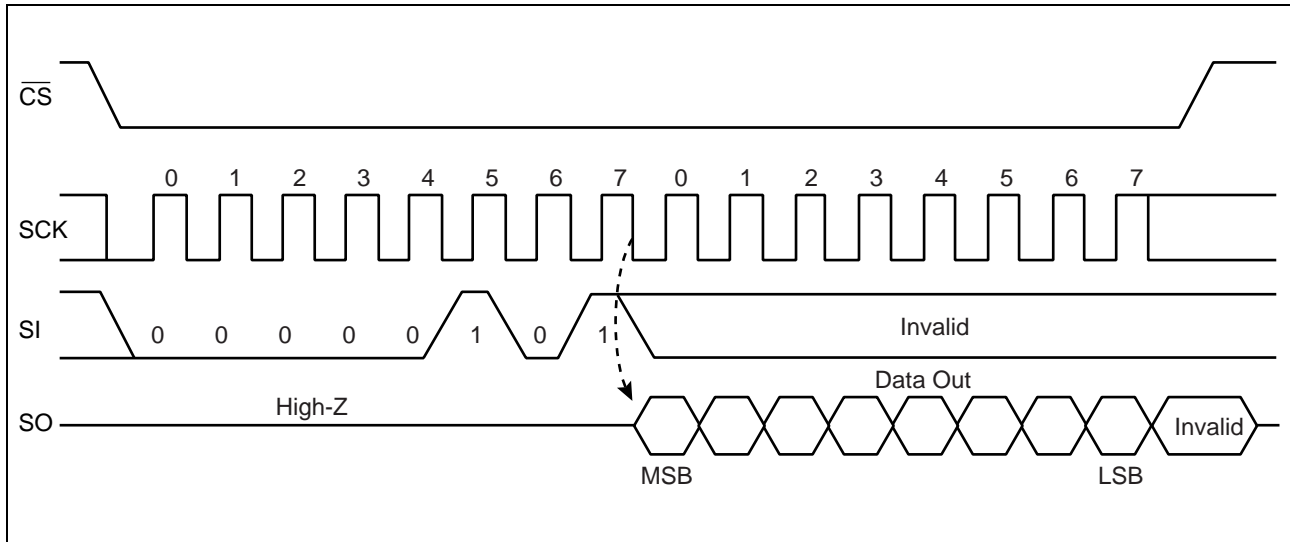 CS
0 1 2 3 4 5 6 7 0 1 2 3 4 5 6 7
SCK
SI 0 0 0 0 0 1 0 1 Invalid
Data Out
High-Z
SO Invalid
MSB LSB